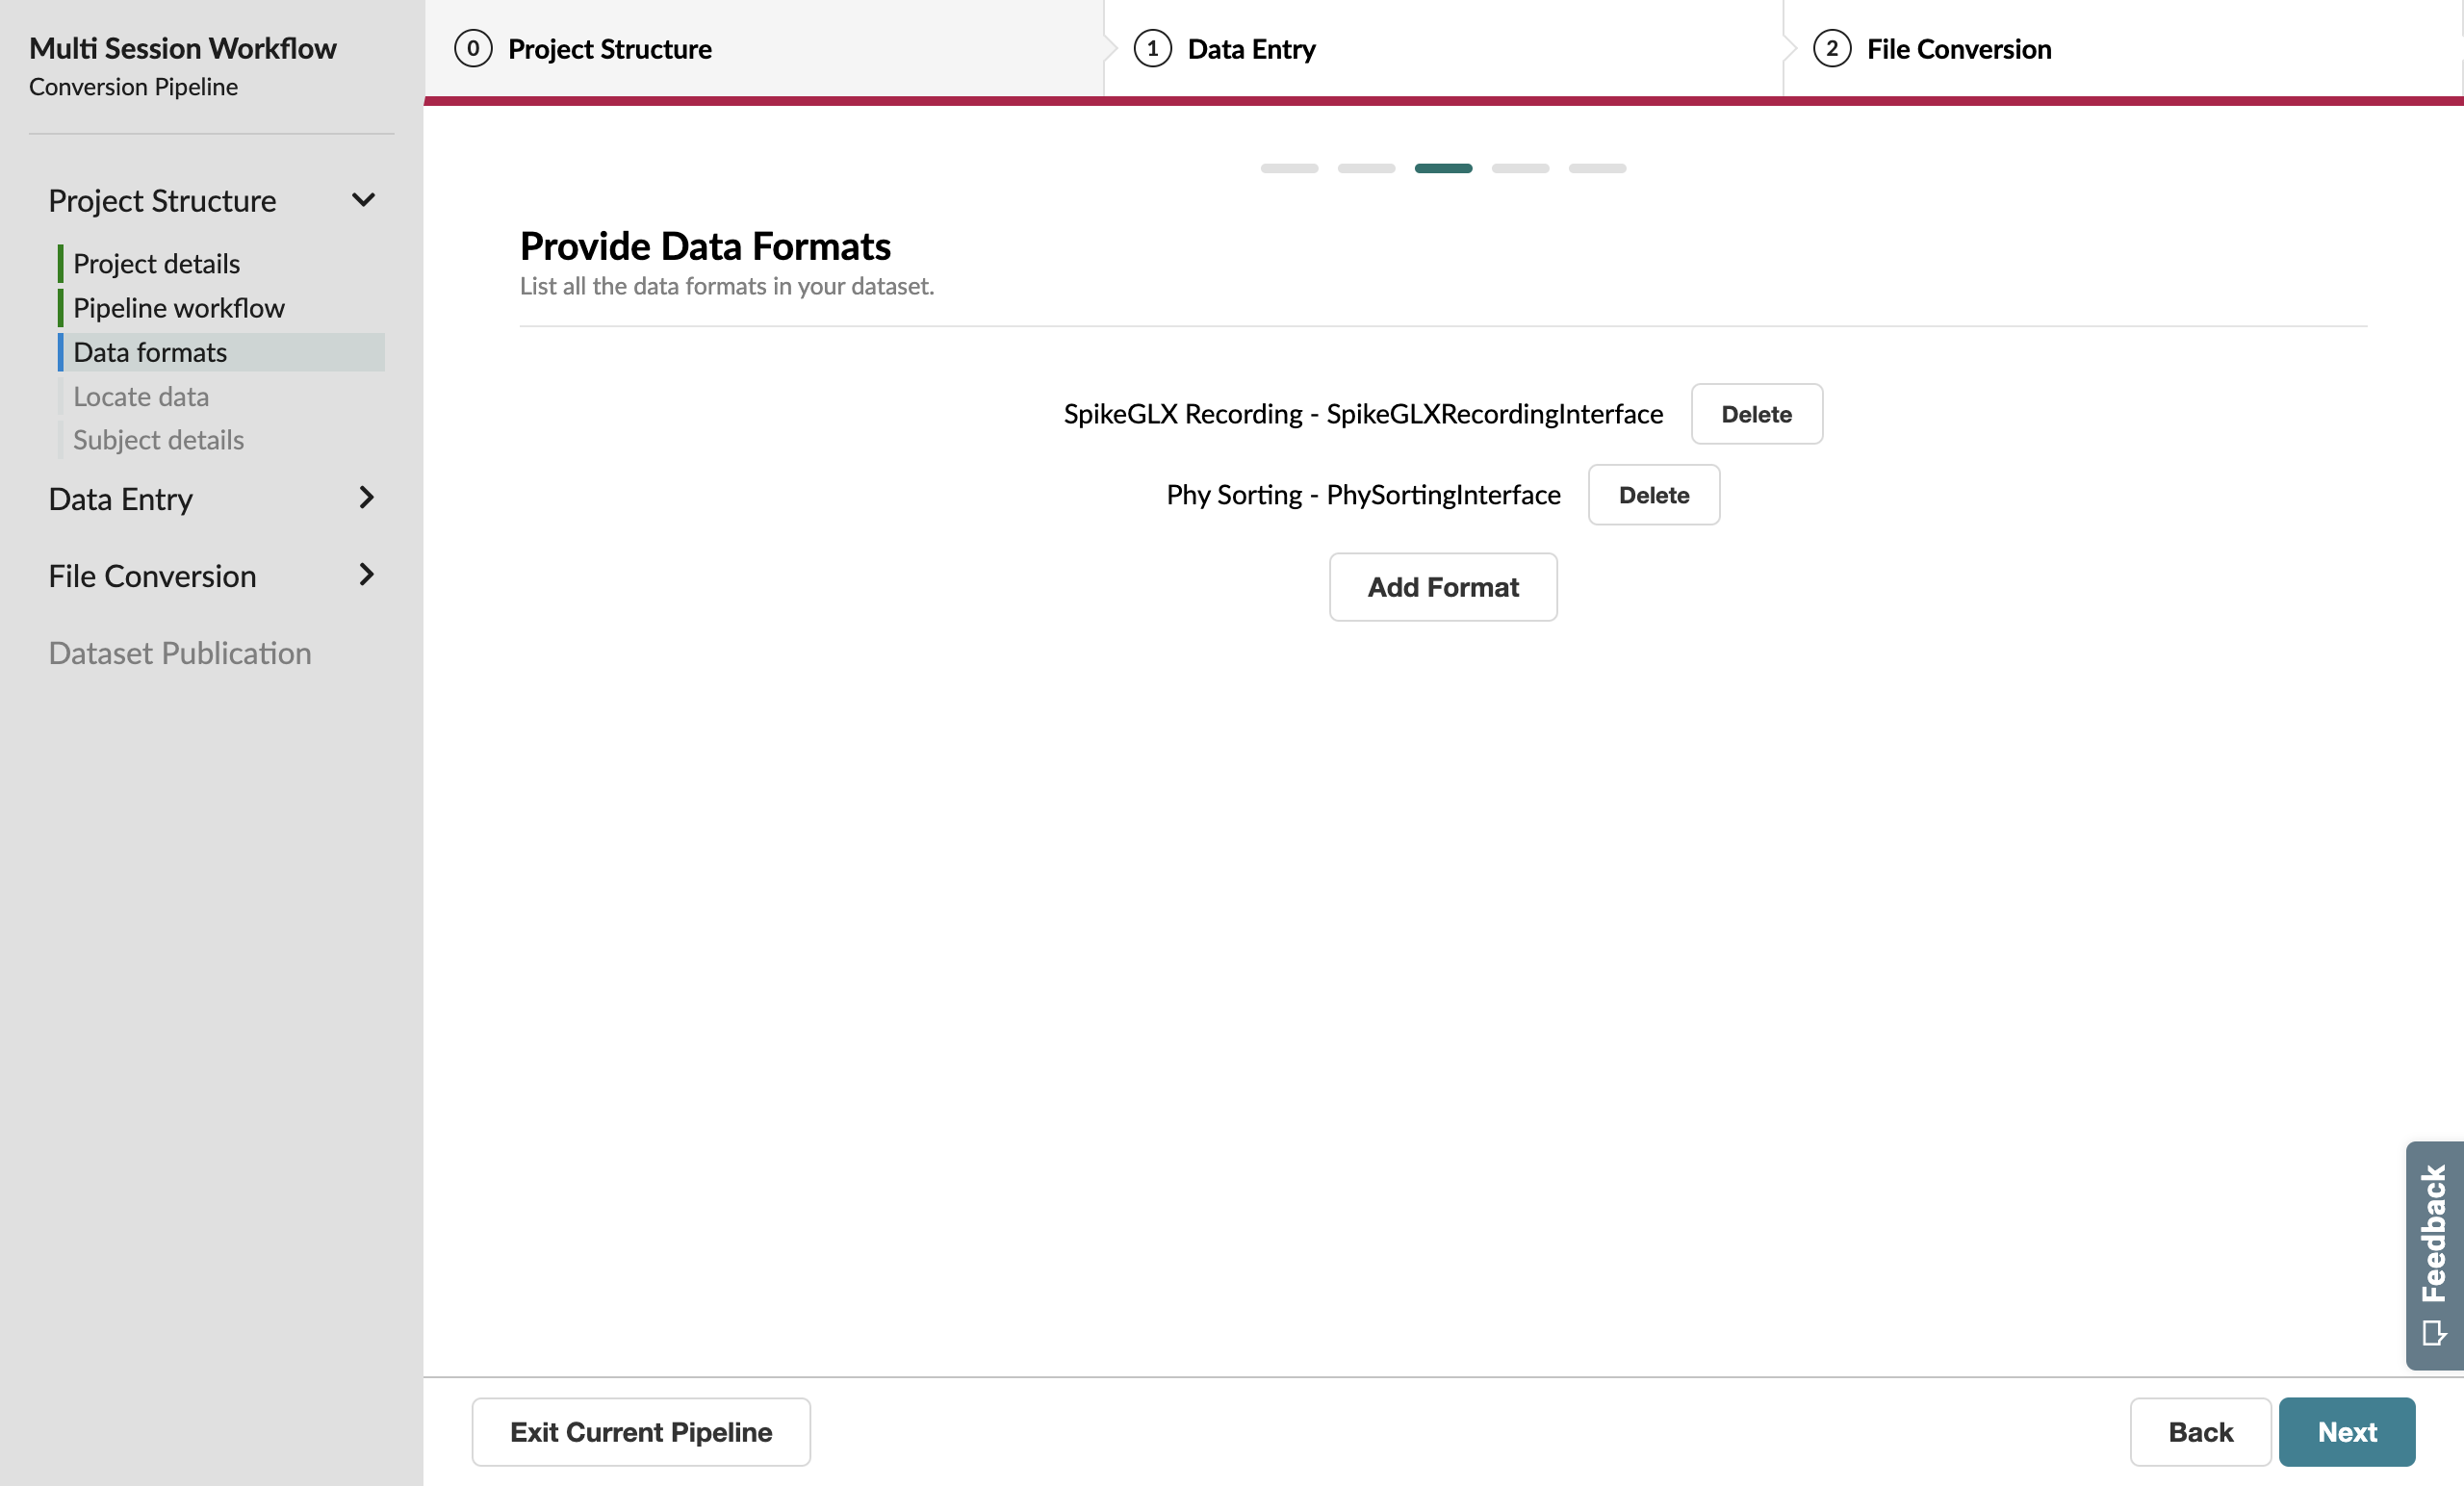 Multi Session Workflow
Conversion Pipeline
0 Project Structure
1 Data Entry
2 File Conversion
Project Structure
Project details
Pipeline workflow
Data formats
Locate data
Subject details
Data Entry
File Conversion
Dataset Publication
Provide Data Formats
List all the data formats in your dataset.
SpikeGLX Recording - SpikeGLXRecordingInterface Delete
Phy Sorting - PhySortingInterface Delete
Add Format
Feedback
Exit Current Pipeline
Back Next